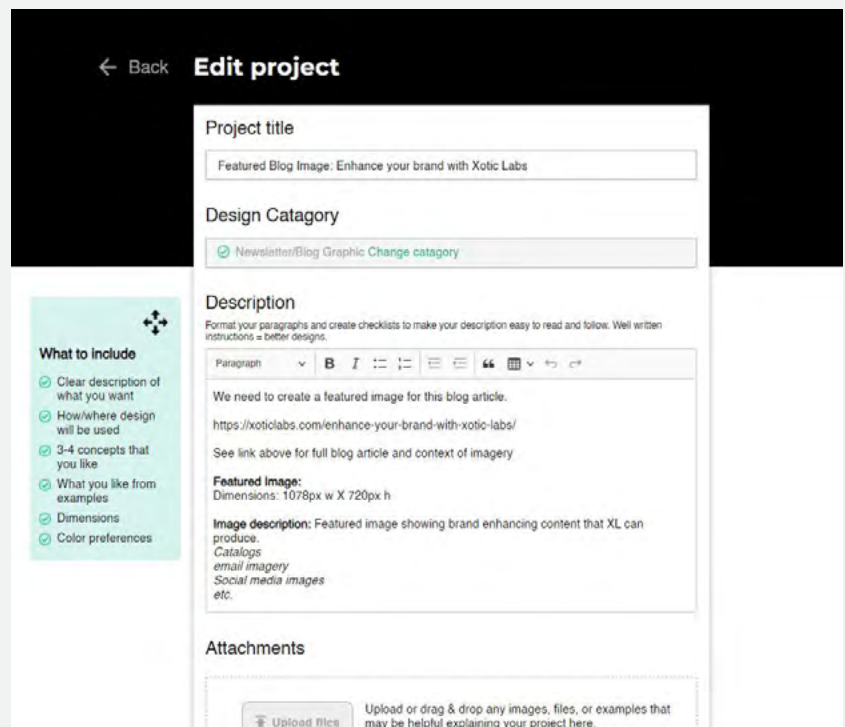 Back
Edit project
Project title
Featured Blog Image: Enhance your brand with Xotic Labs
Design Catagory
Newsletter/Blog Graphic Change catagory
Description
Format your paragraphs and create checklists to make your description easy to read and follow. Well written
instructions = better designs.
What to include
Clear description of
what you want
How/where design
will be used
3-4 concepts that
you like
What you like from
examples
Dimensions
Color preferences
Paragraph
B I
We need to create a featured image for this blog article.
https://xoticlabs.com/enhance-your-brand-with-xotic-labs/
See link above for full blog article and context of imagery
Featured Image:
Dimensions: 1078px w X 720px h
Image description: Featured image showing brand enhancing content that XL can
produce.
Catalogs
email imagery
Social media images
etc.
Attachments
Upload files
Upload or drag & drop any images, files, or examples that
may be helpful explaining your project here.